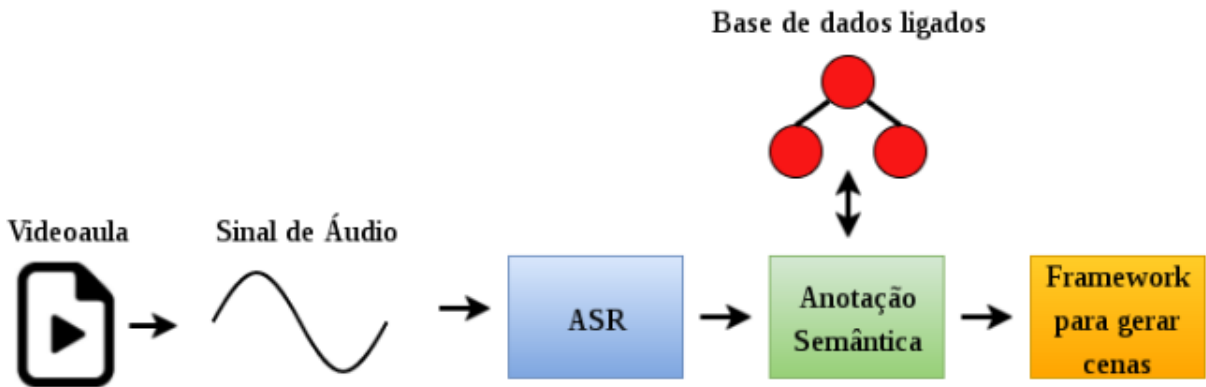 Base de dados ligados
Videoaula
Sinal de Áudio
ASR
Anotação
Semântica
Framework
para gerar
cenas